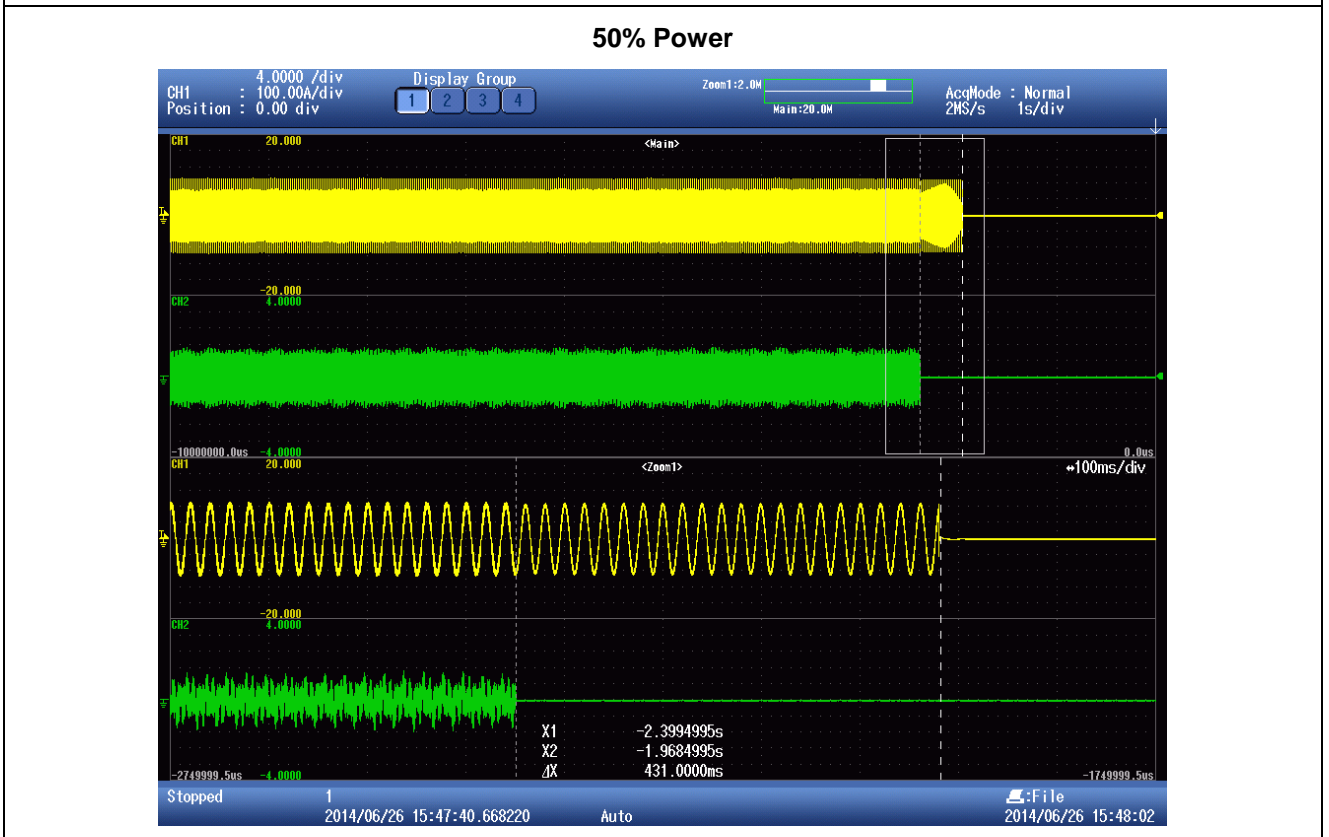 50% Power
4.0000 /div
CH1 : 100.00A/div
Position : 0.00 div
Display Group
1 2 3 4
Zoom1:2.0M
Main:20.0M
AcqMode : Normal
2MS/s 1s/div
CH1 20.000
<Main>
-20.000
CH2 4.0000
-10000000.0us -4.0000
0.0us
CH1 20.000
<Zoom1>
⇔100ms/div
-20.000
CH2 4.0000
X1 -2.3994995s
X2 -1.9684995s
ΔX 431.0000ms
-2749999.5us -4.0000
-1749999.5us
Stopped 1
:File
2014/06/26 15:47:40.668220 Auto
2014/06/26 15:48:02